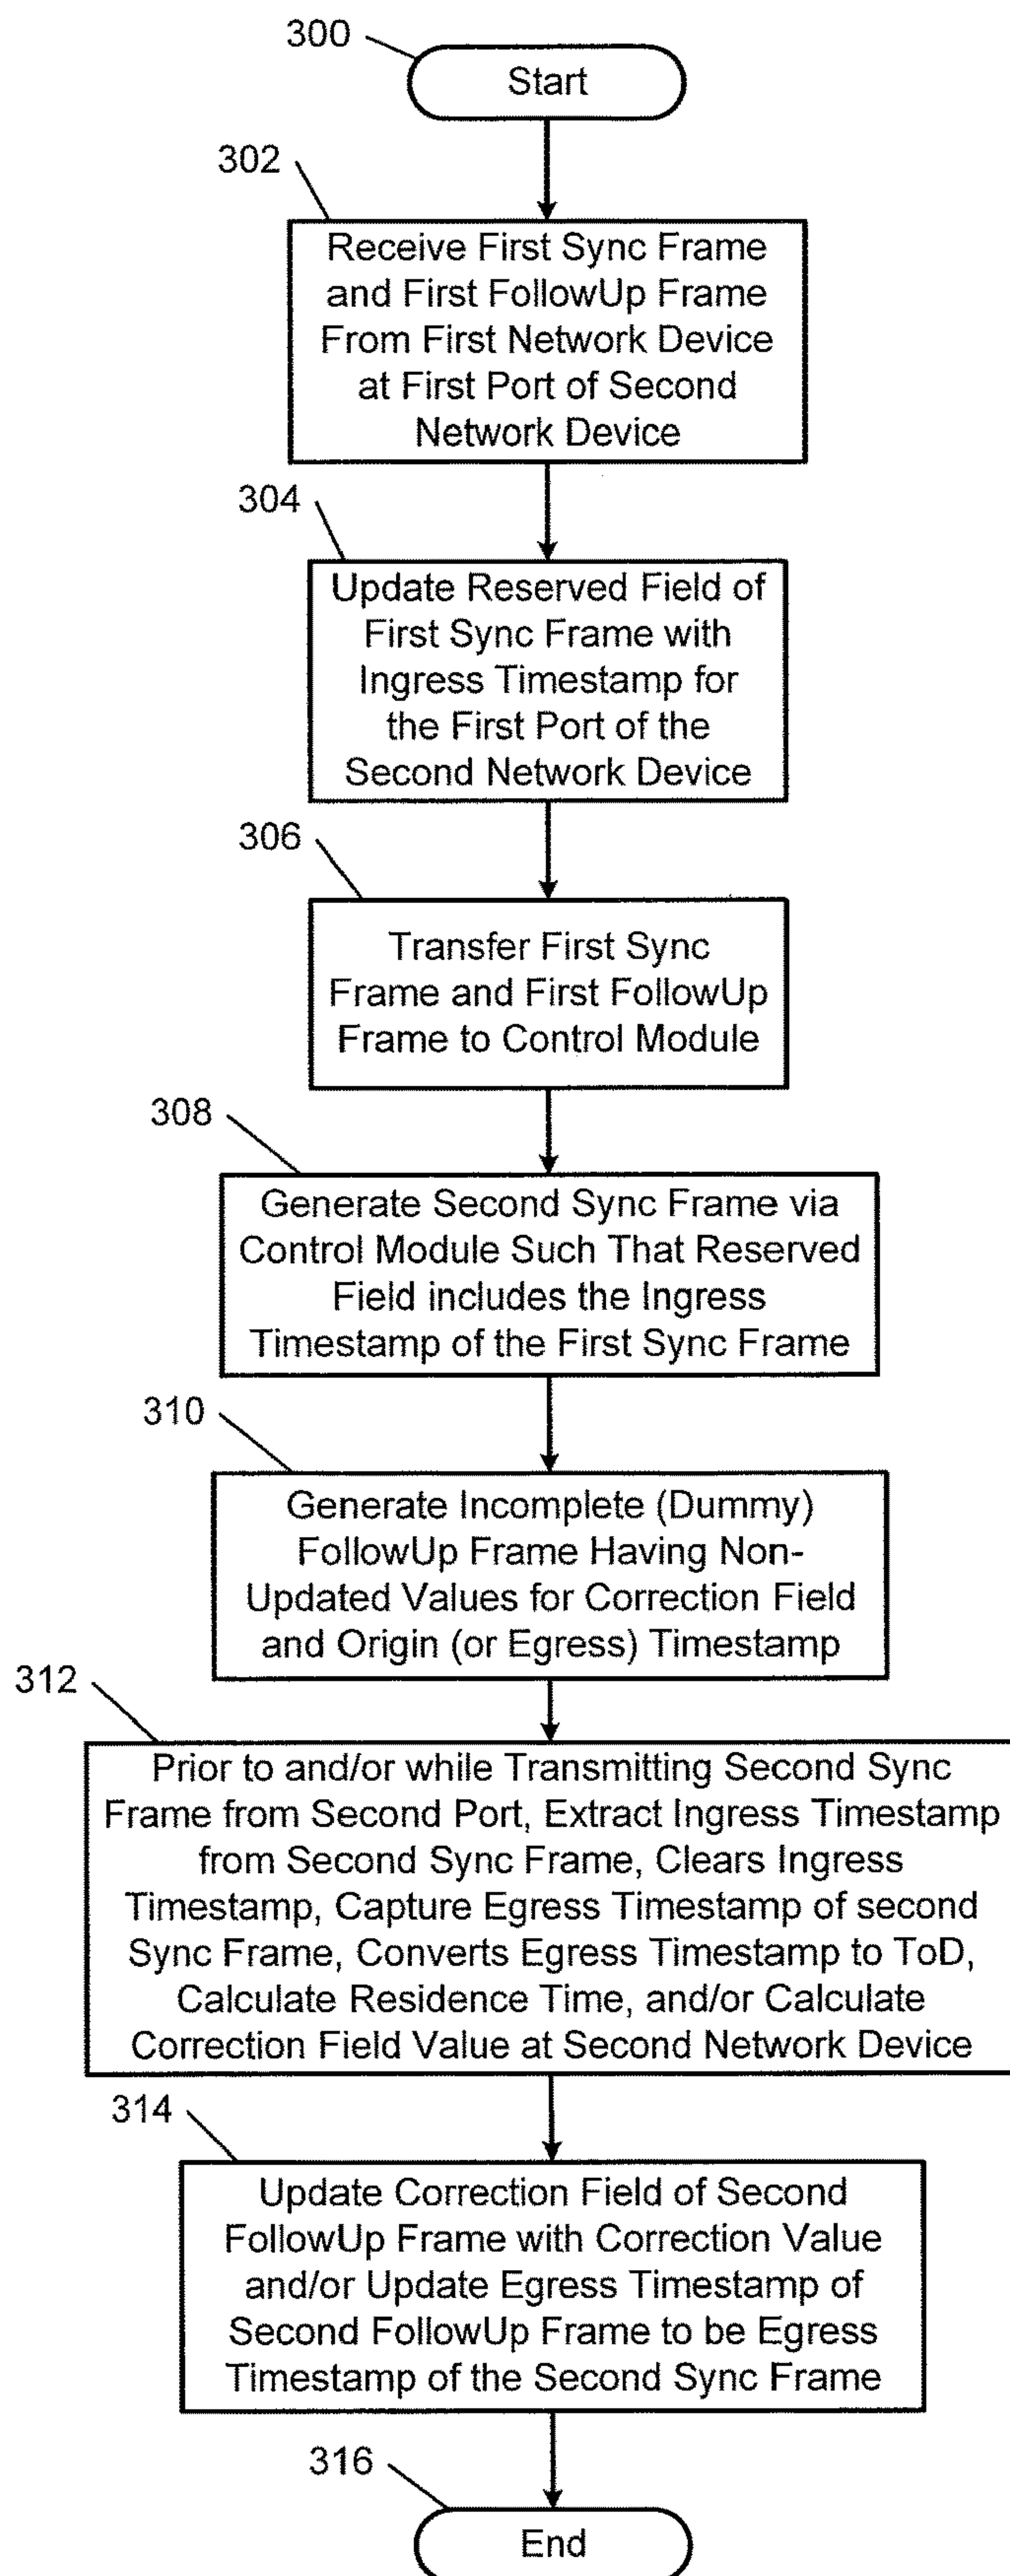 300
Start
302
Receive First Sync Frame
and First FollowUp Frame
From First Network Device
at First Port of Second
Network Device
304
Update Reserved Field of
First Sync Frame with
Ingress Timestamp for
the First Port of the
Second Network Device
306
Transfer First Sync
Frame and First FollowUp
Frame to Control Module
308
Generate Second Sync Frame via
Control Module Such That Reserved
Field includes the Ingress
Timestamp of the First Sync Frame
310
Generate Incomplete (Dummy)
FollowUp Frame Having Non-
Updated Values for Correction Field
and Origin (or Egress) Timestamp
312
Prior to and/or while Transmitting Second Sync
Frame from Second Port, Extract Ingress Timestamp
from Second Sync Frame, Clears Ingress
Timestamp, Capture Egress Timestamp of second
Sync Frame, Converts Egress Timestamp to ToD,
Calculate Residence Time, and/or Calculate
Correction Field Value at Second Network Device
314
Update Correction Field of Second
FollowUp Frame with Correction Value
and/or Update Egress Timestamp of
Second FollowUp Frame to be Egress
Timestamp of the Second Sync Frame
316
End